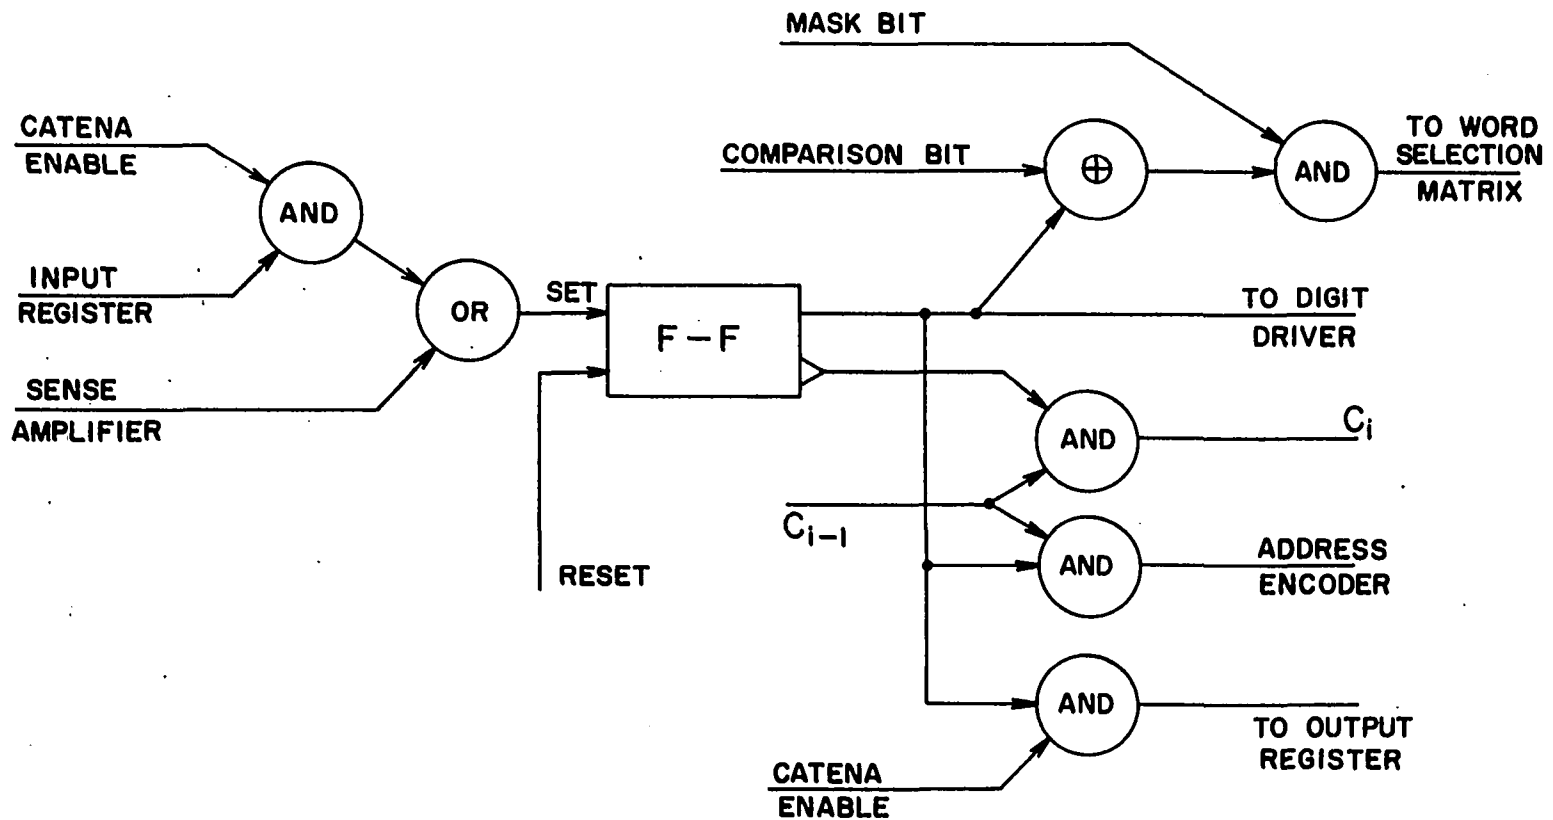 MASK BIT
CATENA
ENABLE
COMPARISON BIT
⊕
AND
TO WORD
SELECTION
MATRIX
AND
INPUT
REGISTER
OR
SET
F-F
TO DIGIT
DRIVER
SENSE
AMPLIFIER
AND
Ci
Ci-1
RESET
AND
ADDRESS
ENCODER
AND
TO OUTPUT
REGISTER
CATENA
ENABLE